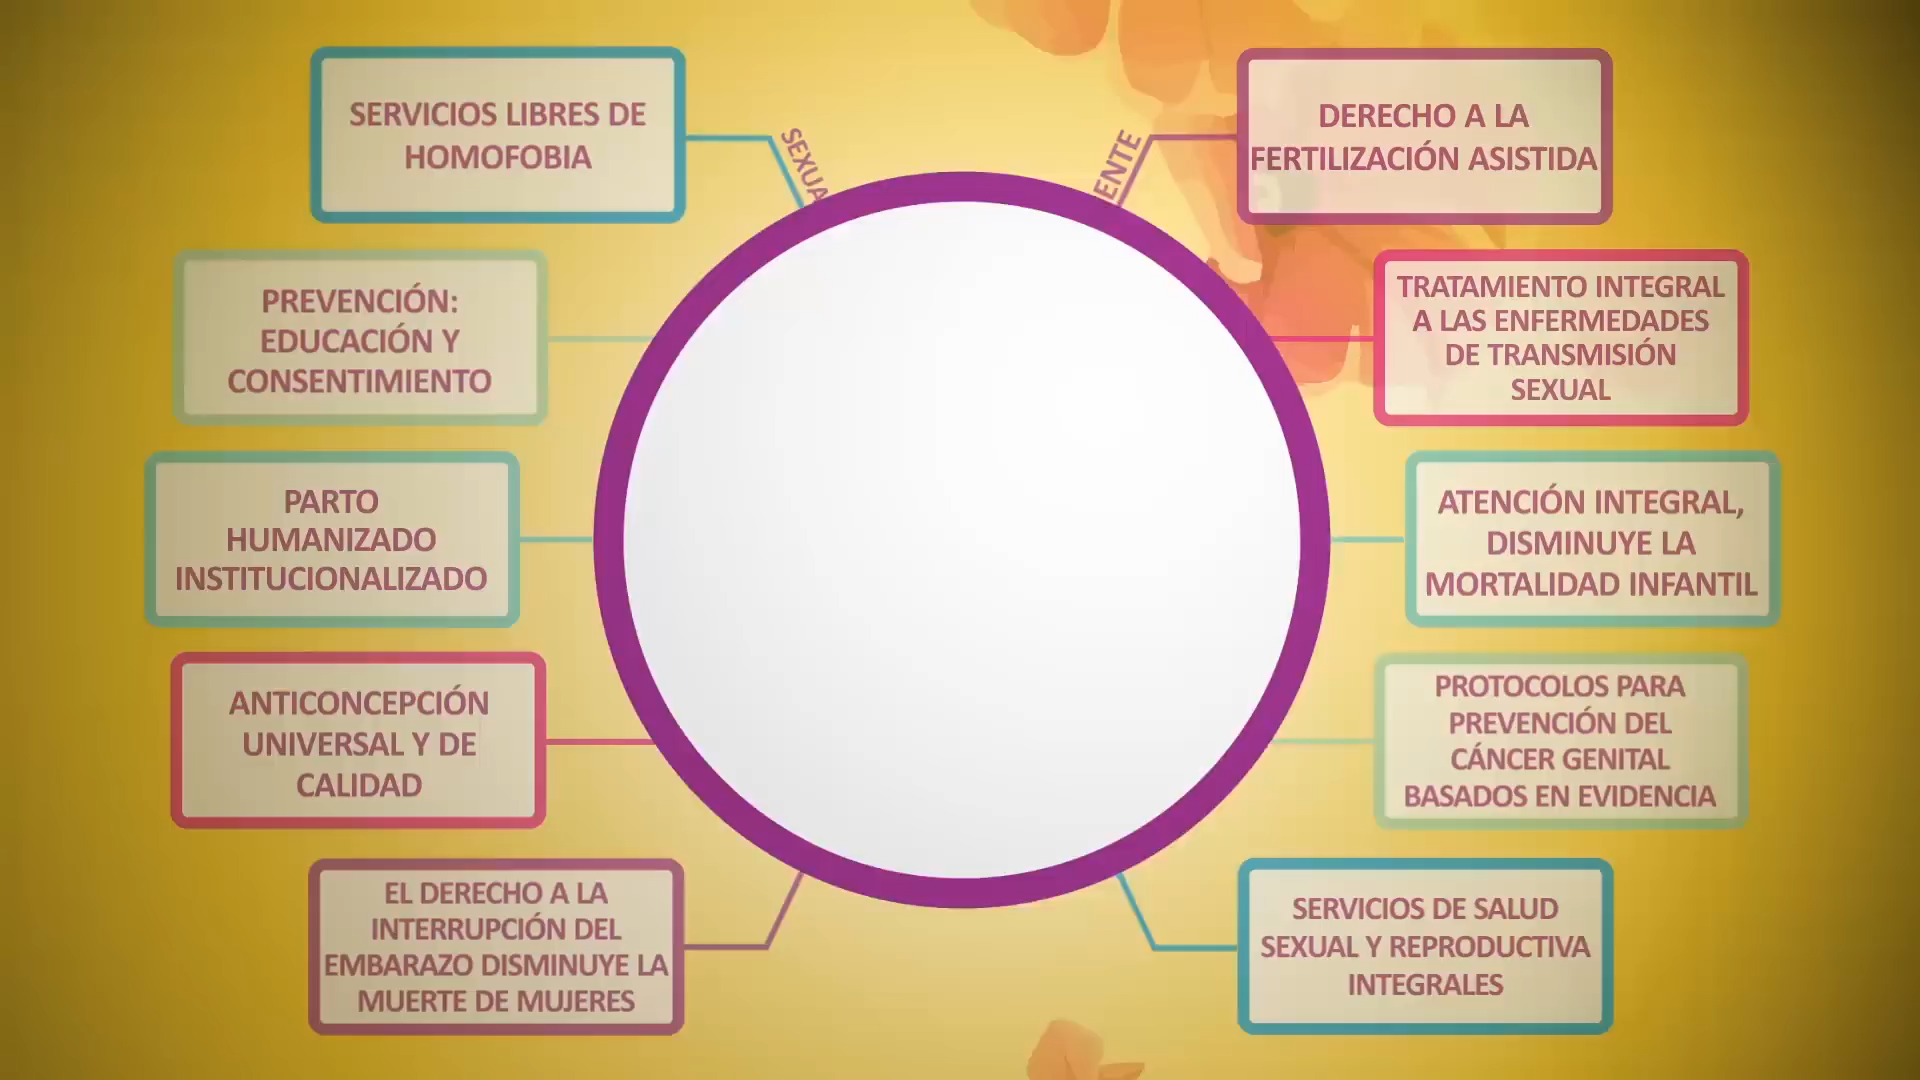 SERVICIOS LIBRES DE
HOMOFOBIA
PREVENCIÓN:
EDUCACIÓN Y
CONSENTIMIENTO
PARTO
HUMANIZADO
INSTITUCIONALIZADO
ANTICONCEPCIÓN
UNIVERSAL Y DE
CALIDAD
EL DERECHO A LA
INTERRUPCIÓN DEL
EMBARAZO DISMINUYE LA
MUERTE DE MUJERES
DERECHO A LA
FERTILIZACIÓN ASISTIDA
TRATAMIENTO INTEGRAL
A LAS ENFERMEDADES
DE TRANSMISIÓN
SEXUAL
ATENCIÓN INTEGRAL,
DISMINUYE LA
MORTALIDAD INFANTIL
PROTOCOLOS PARA
PREVENCIÓN DEL
CÁNCER GENITAL
BASADOS EN EVIDENCIA
SERVICIOS DE SALUD
SEXUAL Y REPRODUCTIVA
INTEGRALES